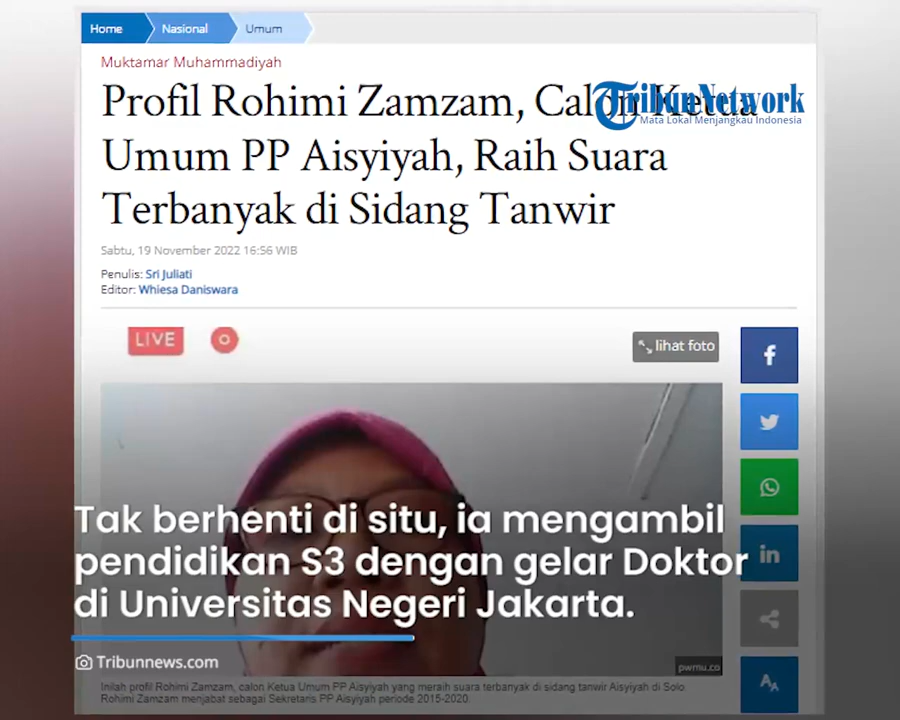 Home Nasional Umum
Muktamar Muhammadiyah
Profil Rohimi Zamzam, Calon Ketua
TribunNetwork
Mata Lokal Menjangkau Indonesia
Umum PP Aisyiyah, Raih Suara
Terbanyak di Sidang Tanwir
Sabtu, 19 November 2022 16:56 WIB
Penulis: Sri Juliati
Editor: Whiesa Daniswara
LIVE
lihat foto
Tak berhenti di situ, ia mengambil
pendidikan S3 dengan gelar Doktor
di Universitas Negeri Jakarta.
Tribunnews.com
pwmu.co
Inilah profil Rohimi Zamzam, calon Ketua Umum PP Aisyiyah yang meraih suara terbanyak di sidang tanwir Aisyiyah di Solo
Rohimi Zamzam menjabat sebagai Sekretaris PP Aisyiyah periode 2015-2020.